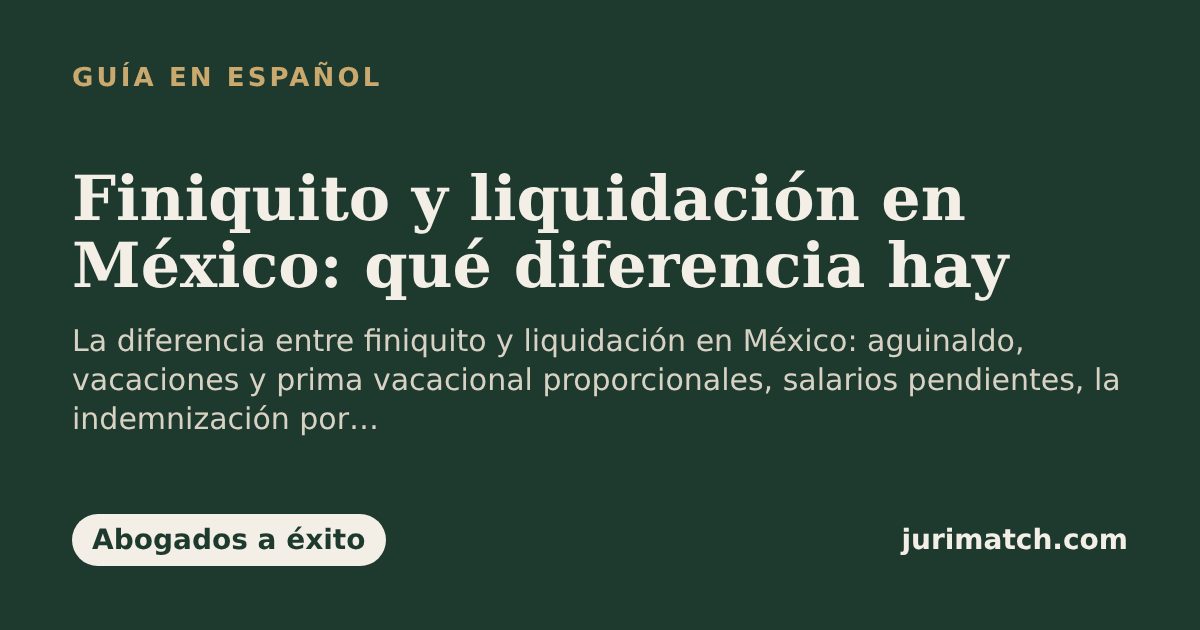 GUÍA EN ESPAÑOL
Finiquito y liquidación en
México: qué diferencia hay
La diferencia entre finiquito y liquidación en México: aguinaldo,
vacaciones y prima vacacional proporcionales, salarios pendientes, la
indemnización por…
Abogados a éxito
jurimatch.com